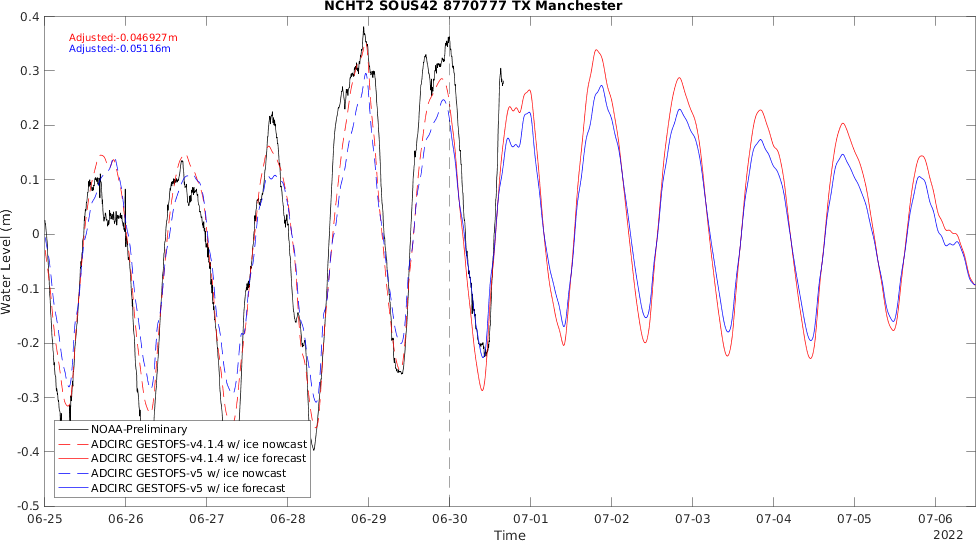 NCHT2 SOUS42 8770777 TX Manchester
Adjusted:-0.046927m
Adjusted:-0.05116m
0.4
0.3
0.2
0.1
0
-0.1
-0.2
-0.3
-0.4
-0.5
Water Level (m)
NOAA-Preliminary
ADCIRC GESTOFS-v4.1.4 w/ ice nowcast
ADCIRC GESTOFS-v4.1.4 w/ ice forecast
ADCIRC GESTOFS-v5 w/ ice nowcast
ADCIRC GESTOFS-v5 w/ ice forecast
06-25 06-26 06-27 06-28 06-29 06-30 07-01 07-02 07-03 07-04 07-05 07-06
Time
2022